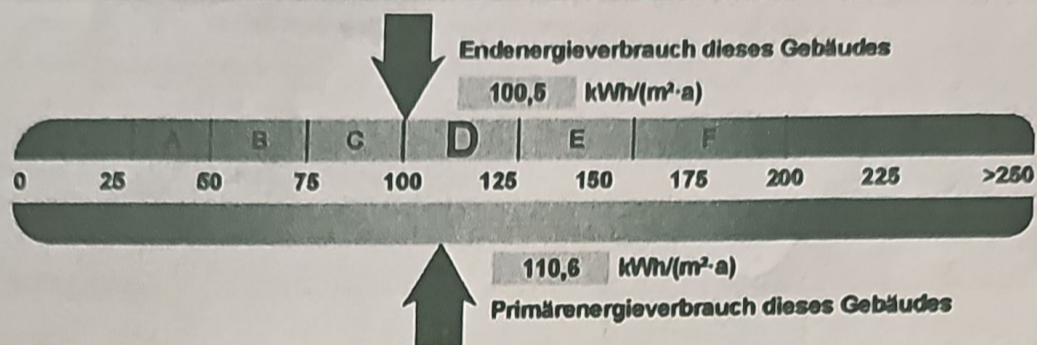 Endenergieverbrauch dieses Gebäudes
100,5 kWh/(m²·a)
A B C D E F
0 25 50 75 100 125 150 175 200 225 >250
110,6 kWh/(m²·a)
Primärenergieverbrauch dieses Gebäudes